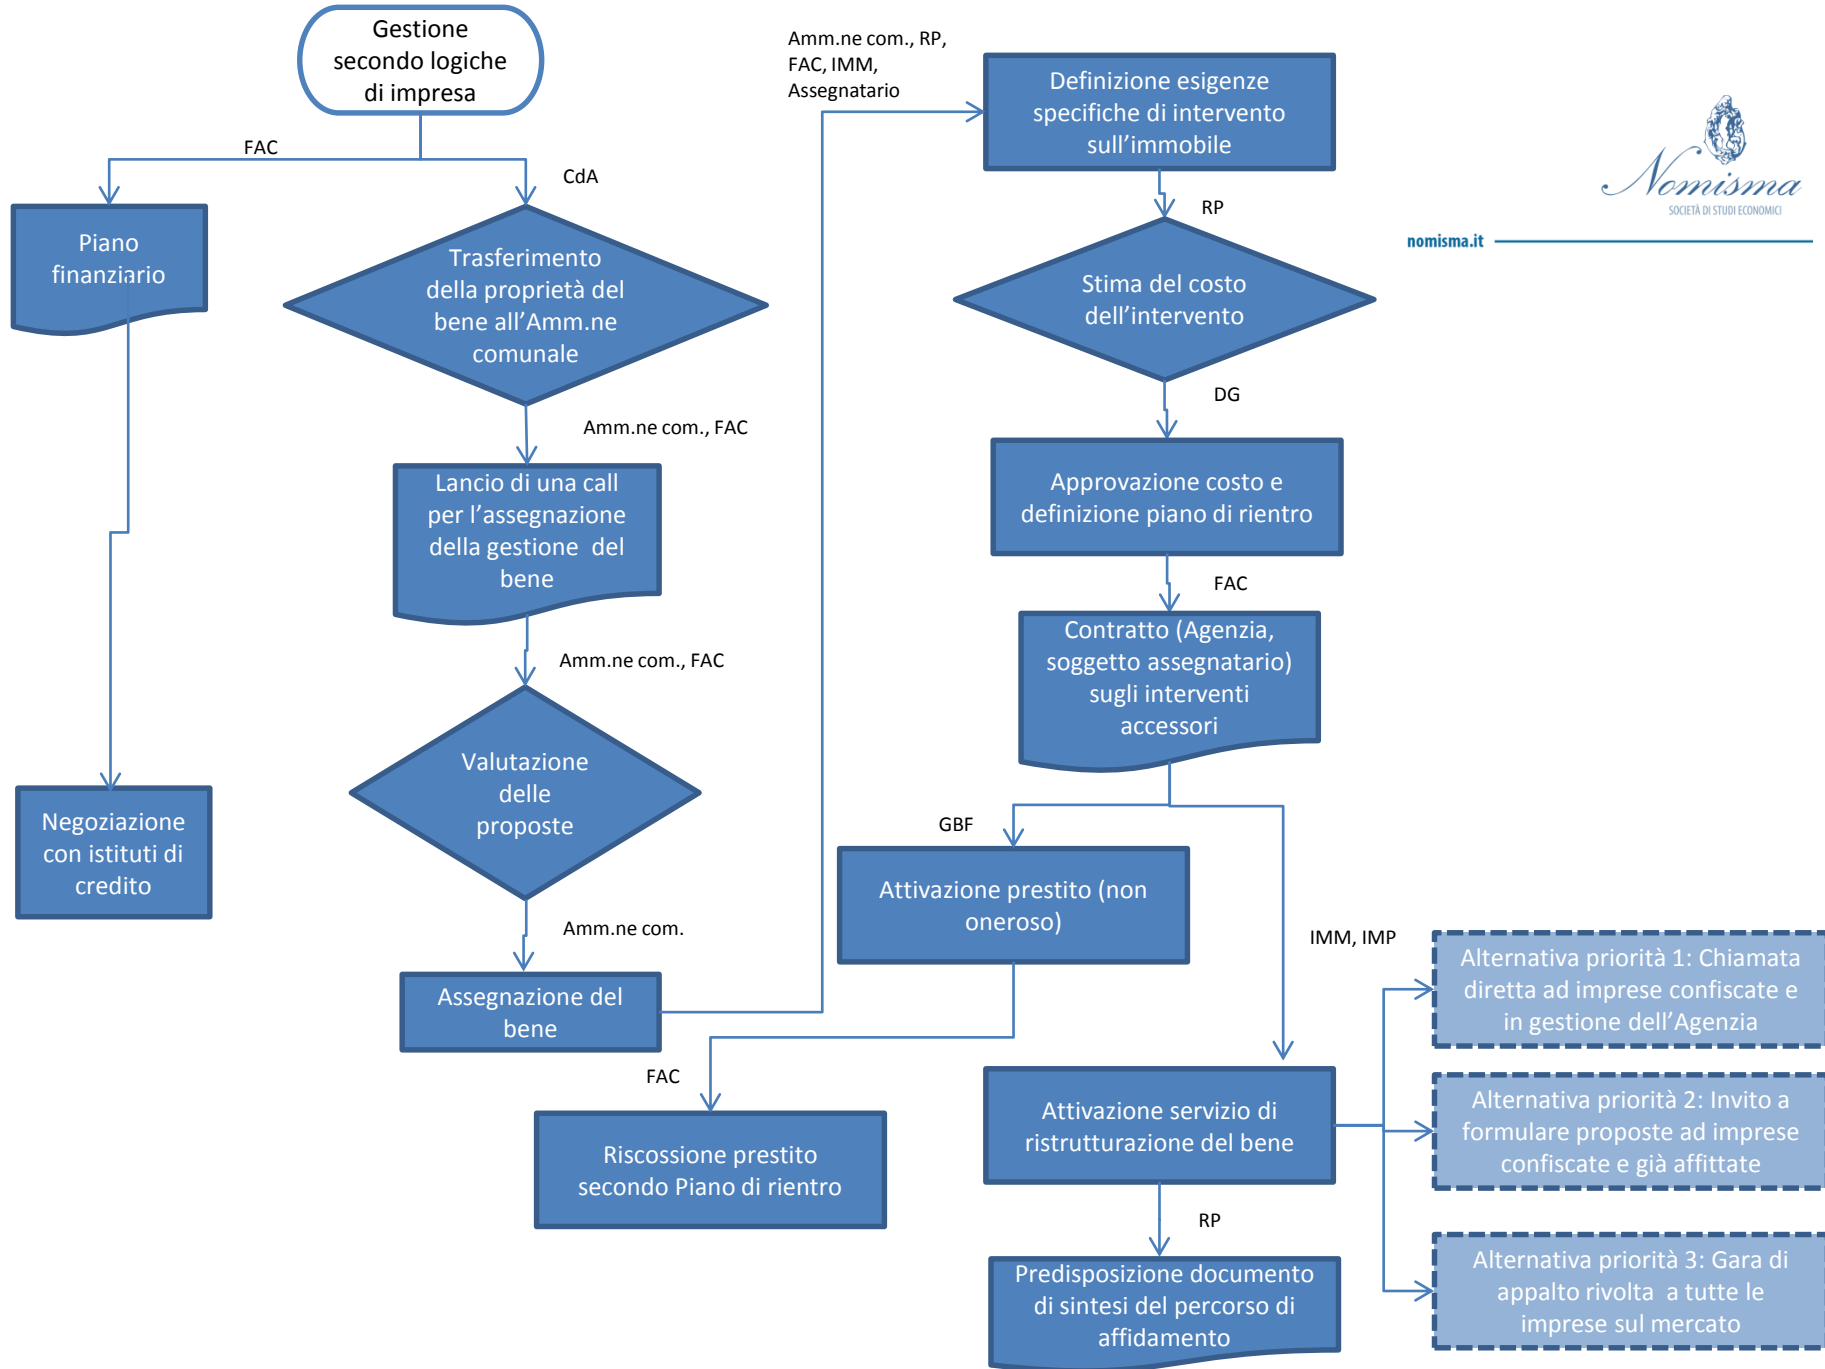 Gestione
secondo logiche
di impresa
FAC
CdA
Piano
finanziario
Trasferimento
della proprietà del
bene all'Amm.ne
comunale
Amm.ne com., FAC
Lancio di una call
per l'assegnazione
della gestione del
bene
Amm.ne com., FAC
Valutazione
delle
proposte
Negoziazione
con istituti di
credito
Amm.ne com.
Assegnazione del
bene
Amm.ne com., RP,
FAC, IMM,
Assegnatario
Definizione esigenze
specifiche di intervento
sull'immobile
RP
Stima del costo
dell'intervento
DG
Approvazione costo e
definizione piano di rientro
FAC
Contratto (Agenzia,
soggetto assegnatario)
sugli interventi
accessori
GBF
Attivazione prestito (non
oneroso)
FAC
Riscossione prestito
secondo Piano di rientro
IMM, IMP
Attivazione servizio di
ristrutturazione del bene
RP
Predisposizione documento
di sintesi del percorso di
affidamento
Alternativa priorità 1: Chiamata
diretta ad imprese confiscate e
in gestione dell'Agenzia
Alternativa priorità 2: Invito a
formulare proposte ad imprese
confiscate e già affittate
Alternativa priorità 3: Gara di
appalto rivolta a tutte le
imprese sul mercato
Nomisma
SOCIETÀ DI STUDI ECONOMICI
nomisma.it